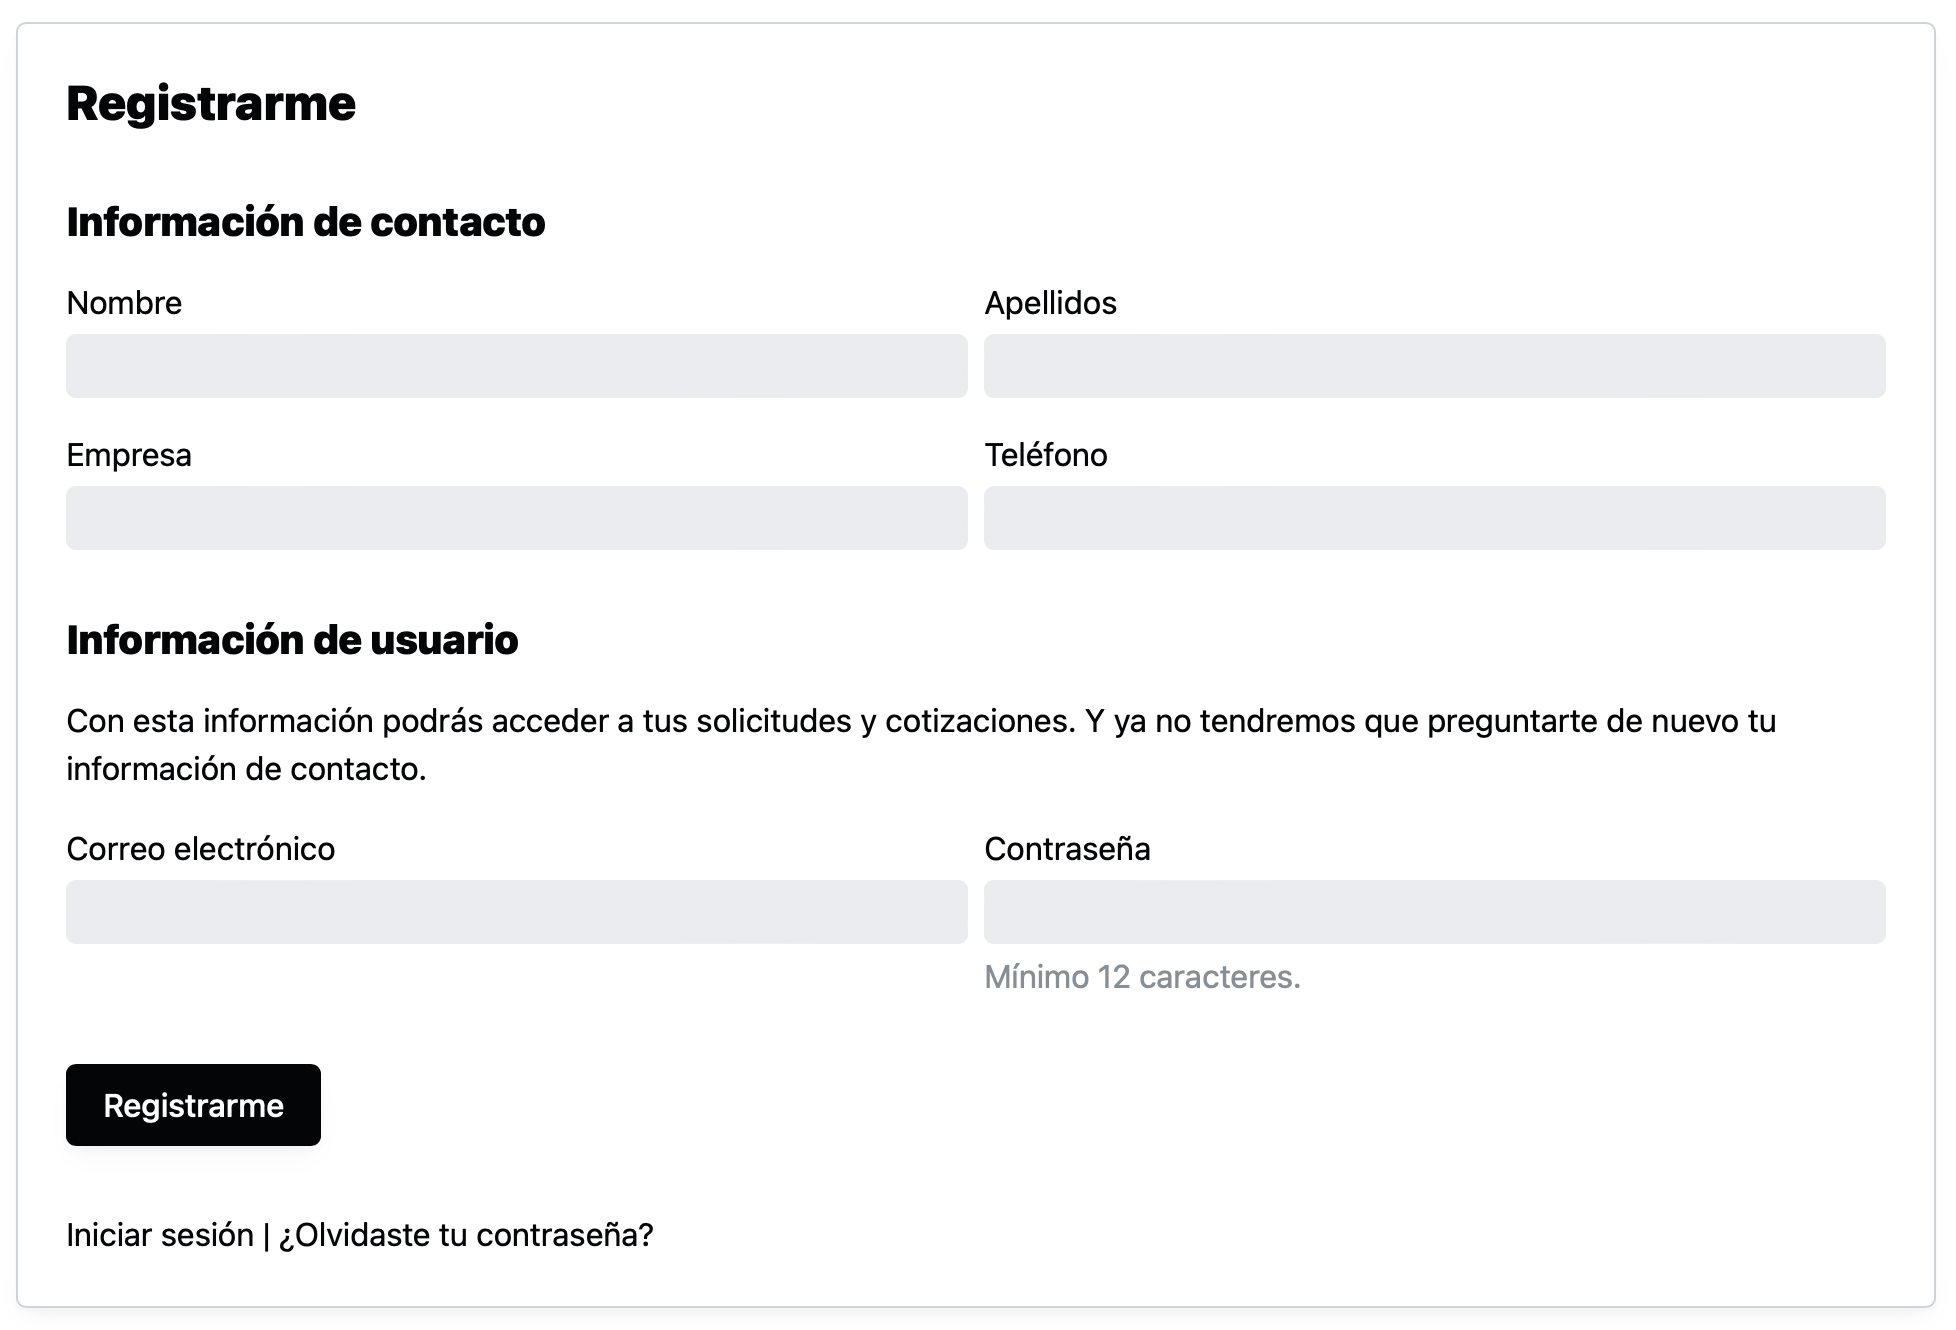 Registrarme
Información de contacto
Nombre
Apellidos
Empresa
Teléfono
Información de usuario
Con esta información podrás acceder a tus solicitudes y cotizaciones. Y ya no tendremos que preguntarte de nuevo tu
información de contacto.
Correo electrónico
Contraseña
Mínimo 12 caracteres.
Registrarme
Iniciar sesión | ¿Olvidaste tu contraseña?